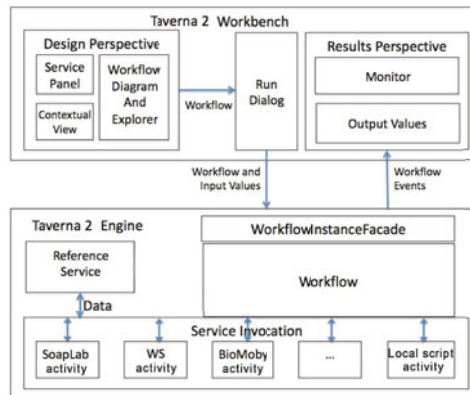 Taverna 2 Workbench
Design Perspective
Service
Panel
Contextual
View
Workflow
Diagram
And
Explorer
Workflow
Run
Dialog
Results Perspective
Monitor
Output Values
Workflow and
Input Values
Workflow
Events
Taverna 2 Engine
Reference
Service
Data
WorkflowInstanceFacade
Workflow
Service Invocation
SoapLab
activity
WS
activity
BioMoby
activity
...
Local script
activity